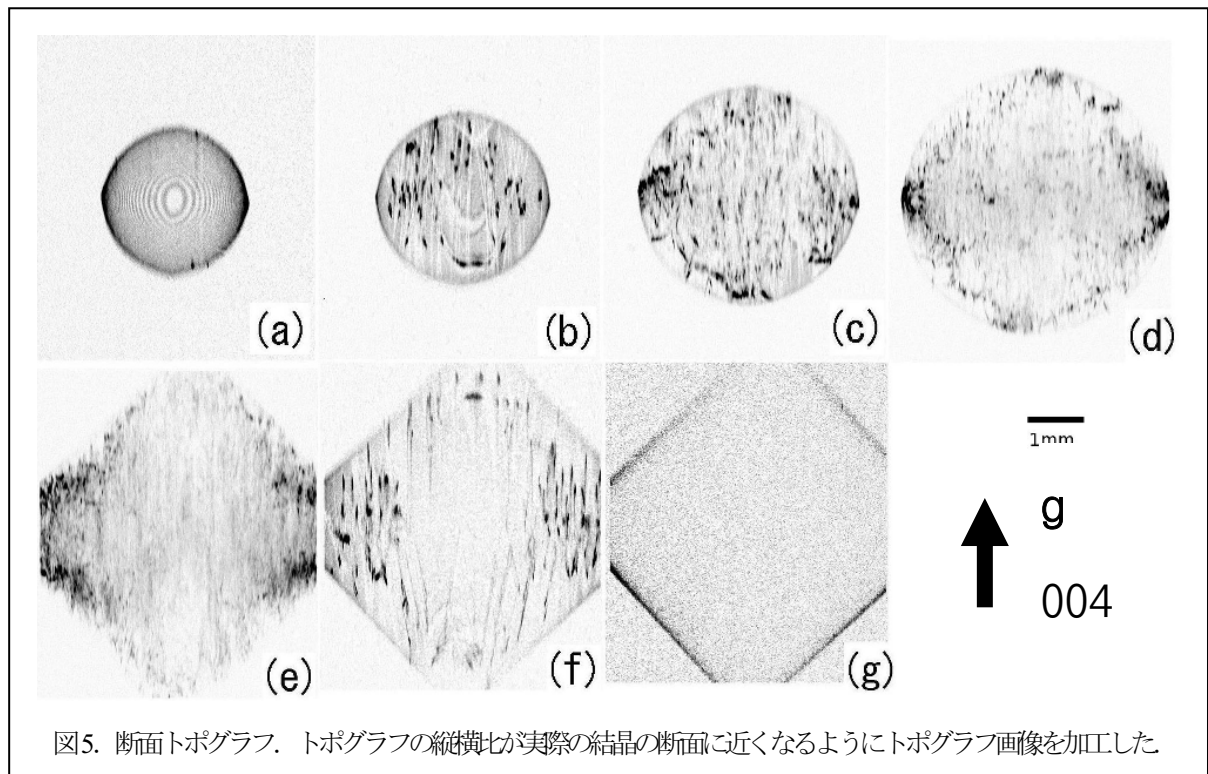 (a)
(b)
(c)
(d)
(e)
(f)
(g)
1mm
g
004
図5. 断面トポグラフ. トポグラフの縦横比が実際の結晶の断面に近くなるようにトポグラフ画像を加工した.